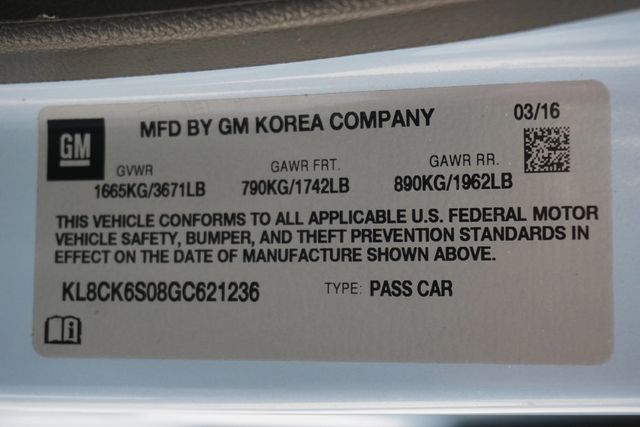 GM
MFD BY GM KOREA COMPANY
03/16
GVWR
GAWR FRT.
GAWR RR.
1665KG/3671LB
790KG/1742LB
890KG/1962LB
THIS VEHICLE CONFORMS TO ALL APPLICABLE U.S. FEDERAL MOTOR
VEHICLE SAFETY, BUMPER, AND THEFT PREVENTION STANDARDS IN
EFFECT ON THE DATE OF MANUFACTURE SHOWN ABOVE.
KL8CK6S08GC621236
TYPE: PASS CAR